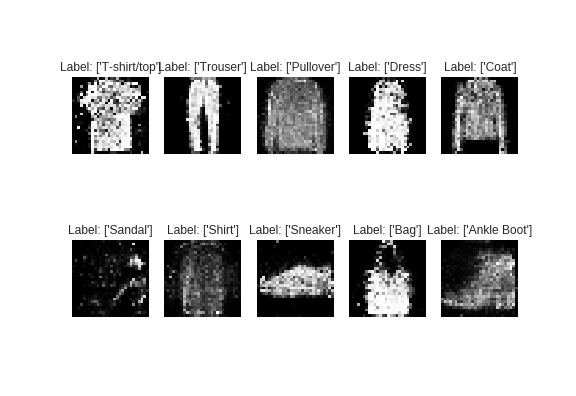 Label: ['T-shirt/top'] Label: ['Trouser'] Label: ['Pullover'] Label: ['Dress'] Label: ['Coat']
Label: ['Sandal'] Label: ['Shirt'] Label: ['Sneaker'] Label: ['Bag'] Label: ['Ankle Boot']